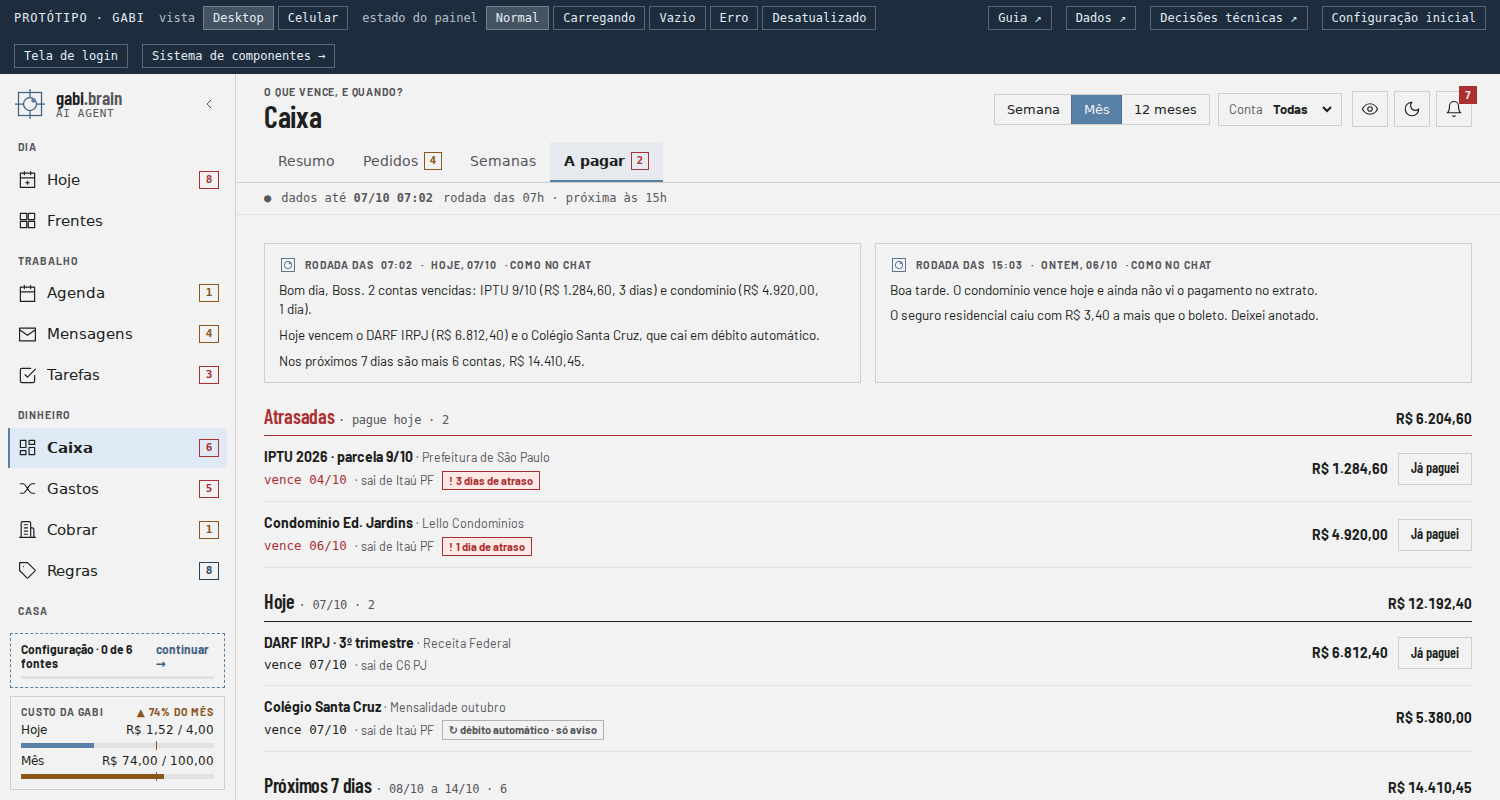 PROTÓTIPO · GABI vista Desktop Celular estado do painel Normal Carregando Vazio Erro Desatualizado Guia ↗ Dados ↗ Decisões técnicas ↗ Configuração inicial
Tela de login Sistema de componentes →
gabi.brain
AI AGENT
DIA
Hoje 8
Frentes
TRABALHO
Agenda 1
Mensagens 4
Tarefas 3
DINHEIRO
Caixa 6
Gastos 5
Cobrar 1
Regras 8
CASA
Configuração · 0 de 6 fontes continuar →
CUSTO DA GABI ▲ 74% DO MÊS
Hoje R$ 1,52 / 4,00
Mês R$ 74,00 / 100,00
O QUE VENCE, E QUANDO?
Caixa
Semana Mês 12 meses Conta Todas 7
Resumo Pedidos 4 Semanas A pagar 2
● dados até 07/10 07:02 rodada das 07h · próxima às 15h
RODADA DAS 07:02 · HOJE, 07/10 · COMO NO CHAT
Bom dia, Boss. 2 contas vencidas: IPTU 9/10 (R$ 1.284,60, 3 dias) e condomínio (R$ 4.920,00,
1 dia).
Hoje vencem o DARF IRPJ (R$ 6.812,40) e o Colégio Santa Cruz, que cai em débito automático.
Nos próximos 7 dias são mais 6 contas, R$ 14.410,45.
RODADA DAS 15:03 · ONTEM, 06/10 · COMO NO CHAT
Boa tarde. O condomínio vence hoje e ainda não vi o pagamento no extrato.
O seguro residencial caiu com R$ 3,40 a mais que o boleto. Deixei anotado.
Atrasadas · pague hoje · 2 R$ 6.204,60
IPTU 2026 · parcela 9/10 · Prefeitura de São Paulo
vence 04/10 · sai de Itaú PF ! 3 dias de atraso R$ 1.284,60 Já paguei
Condomínio Ed. Jardins · Lello Condomínios
vence 06/10 · sai de Itaú PF ! 1 dia de atraso R$ 4.920,00 Já paguei
Hoje · 07/10 · 2 R$ 12.192,40
DARF IRPJ · 3º trimestre · Receita Federal
vence 07/10 · sai de C6 PJ R$ 6.812,40 Já paguei
Colégio Santa Cruz · Mensalidade outubro
vence 07/10 · sai de Itaú PF ↻ débito automático · só aviso R$ 5.380,00
Próximos 7 dias · 08/10 a 14/10 · 6 R$ 14.410,45